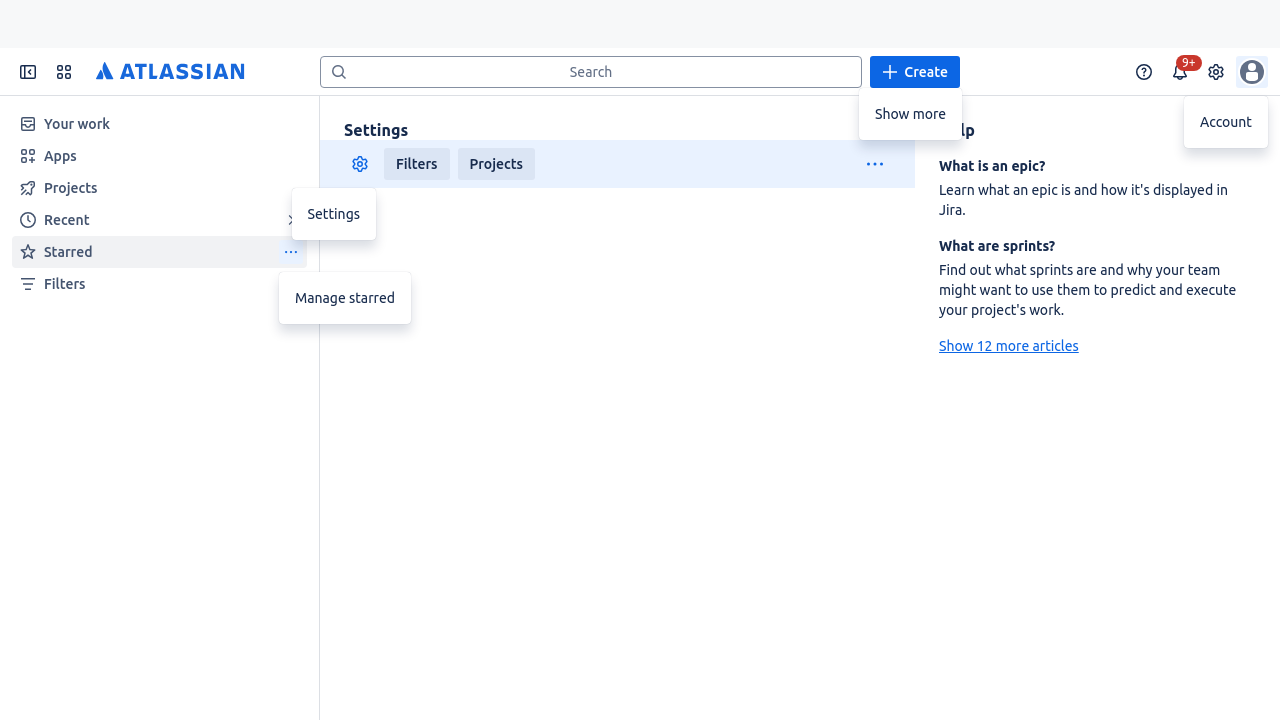 ATLASSIAN
Search
Create
9+
Show more
Account
Your work
Apps
Projects
Recent
Starred
Filters
Settings
Filters
Projects
Settings
Manage starred
What is an epic?
Learn what an epic is and how it's displayed in
Jira.
What are sprints?
Find out what sprints are and why your team
might want to use them to predict and execute
your project's work.
Show 12 more articles